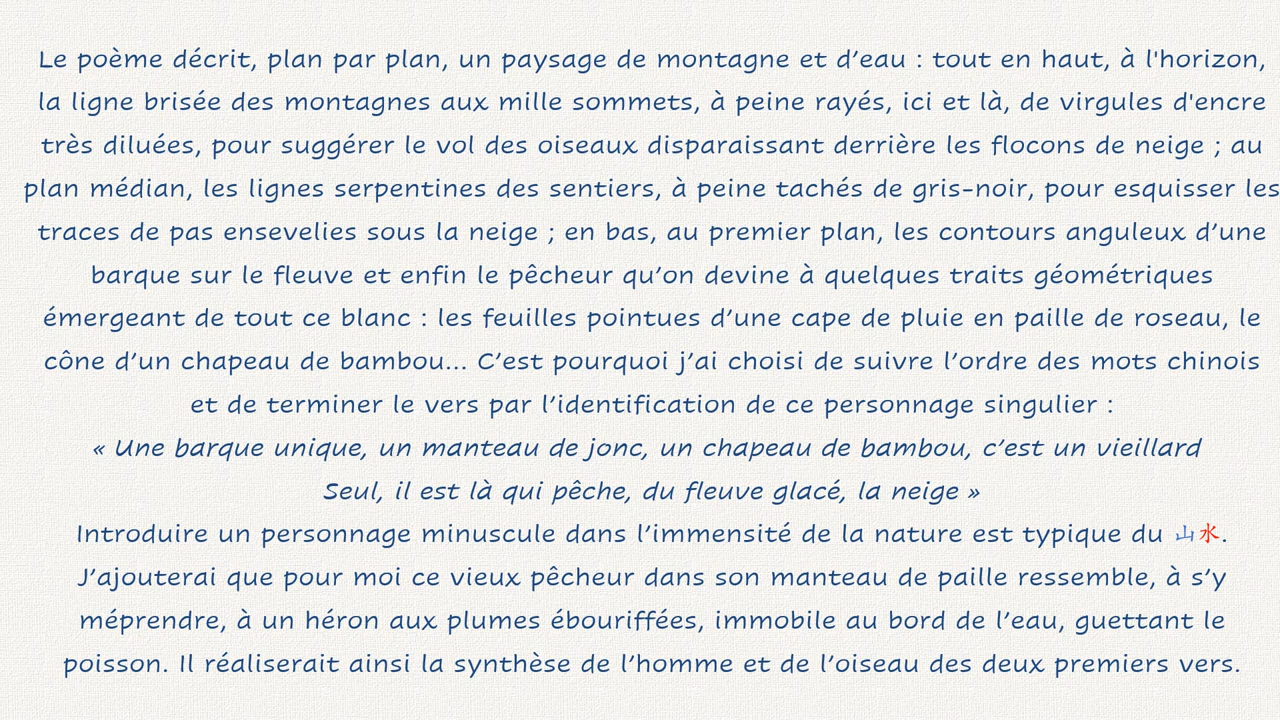 Le poème décrit, plan par plan, un paysage de montagne et d’eau : tout en haut, à l'horizon,
la ligne brisée des montagnes aux mille sommets, à peine rayés, ici et là, de virgules d'encre
très diluées, pour suggérer le vol des oiseaux disparaissant derrière les flocons de neige ; au
plan médian, les lignes serpentines des sentiers, à peine tachés de gris-noir, pour esquisser les
traces de pas ensevelies sous la neige ; en bas, au premier plan, les contours anguleux d’une
barque sur le fleuve et enfin le pêcheur qu’on devine à quelques traits géométriques
émergeant de tout ce blanc : les feuilles pointues d’une cape de pluie en paille de roseau, le
cône d’un chapeau de bambou... C’est pourquoi j’ai choisi de suivre l’ordre des mots chinois
et de terminer le vers par l’identification de ce personnage singulier :
« Une barque unique, un manteau de jonc, un chapeau de bambou, c’est un vieillard
Seul, il est là qui pêche, du fleuve glacé, la neige »
Introduire un personnage minuscule dans l’immensité de la nature est typique du 山水.
J’ajouterai que pour moi ce vieux pêcheur dans son manteau de paille ressemble, à s’y
méprendre, à un héron aux plumes ébouriffées, immobile au bord de l’eau, guettant le
poisson. Il réaliserait ainsi la synthèse de l’homme et de l’oiseau des deux premiers vers.